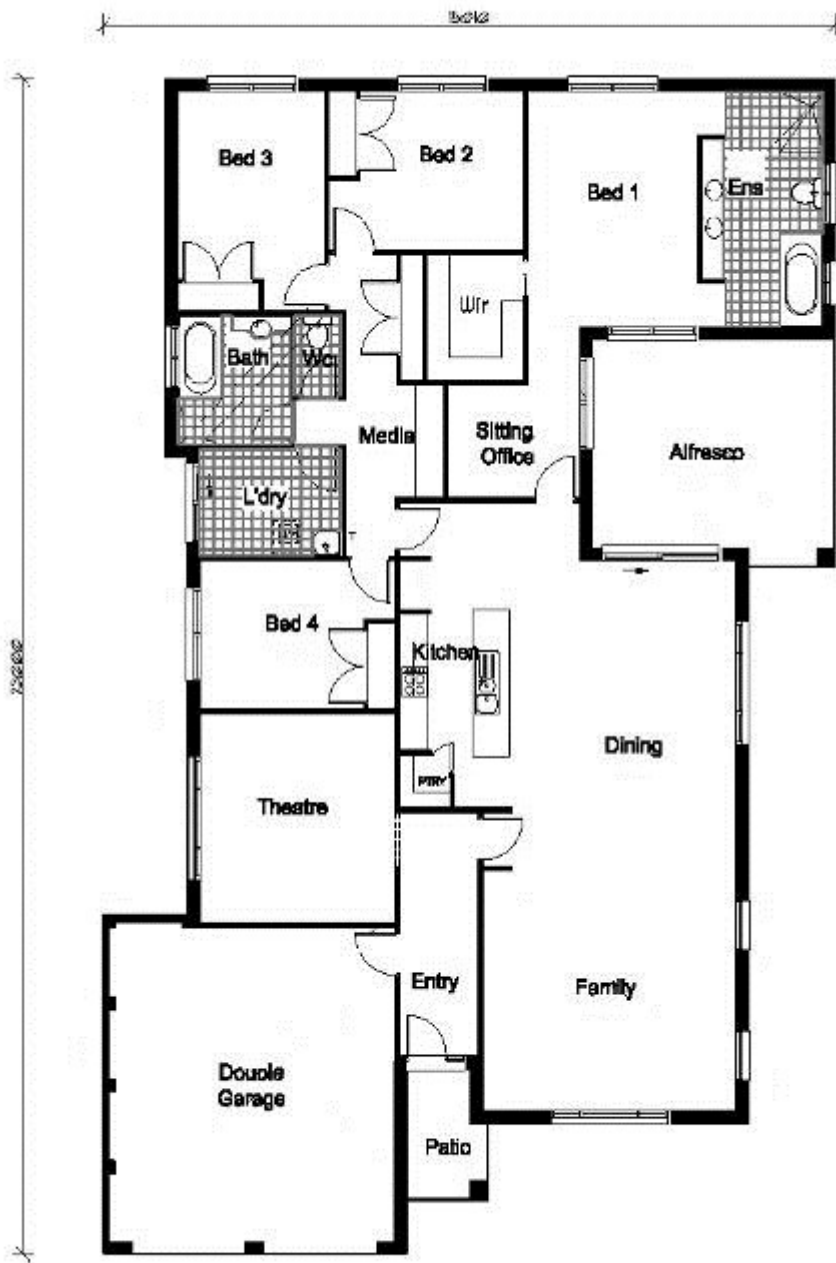 Bed 3
Bed 2
Bed 1
Ens
Wir
Bath
Wc
Media
Sitting
Office
Alfresco
L'dry
Bed 4
Kitchen
Dining
PTRY
Theatre
Entry
Family
Double
Garage
Patio